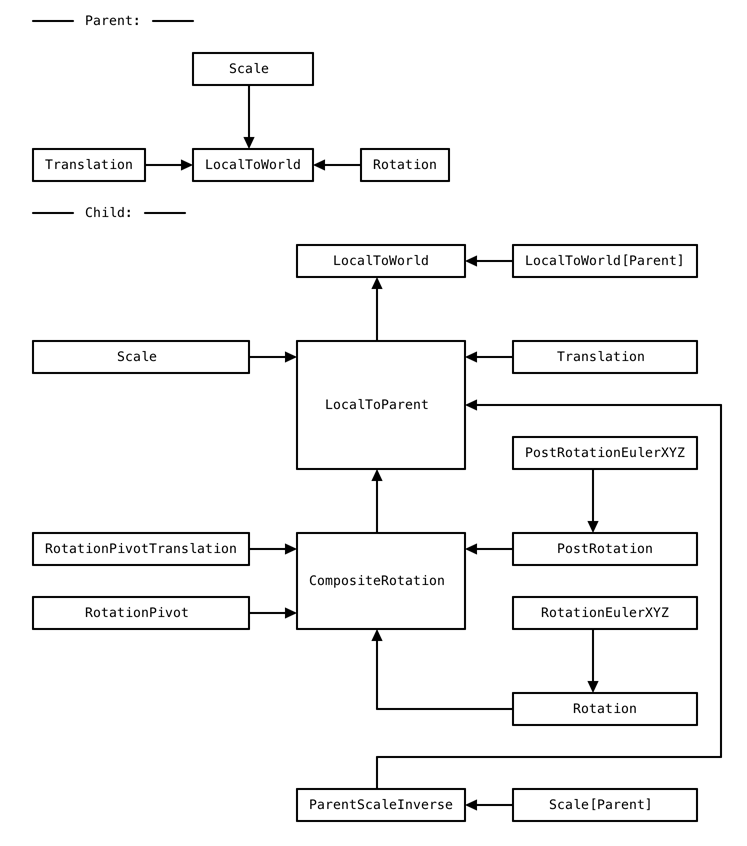 Parent:
Scale
Translation
LocalToWorld
Rotation
Child:
LocalToWorld
LocalToWorld[Parent]
Scale
Translation
LocalToParent
PostRotationEulerXYZ
RotationPivotTranslation
PostRotation
CompositeRotation
RotationPivot
RotationEulerXYZ
Rotation
ParentScaleInverse
Scale[Parent]